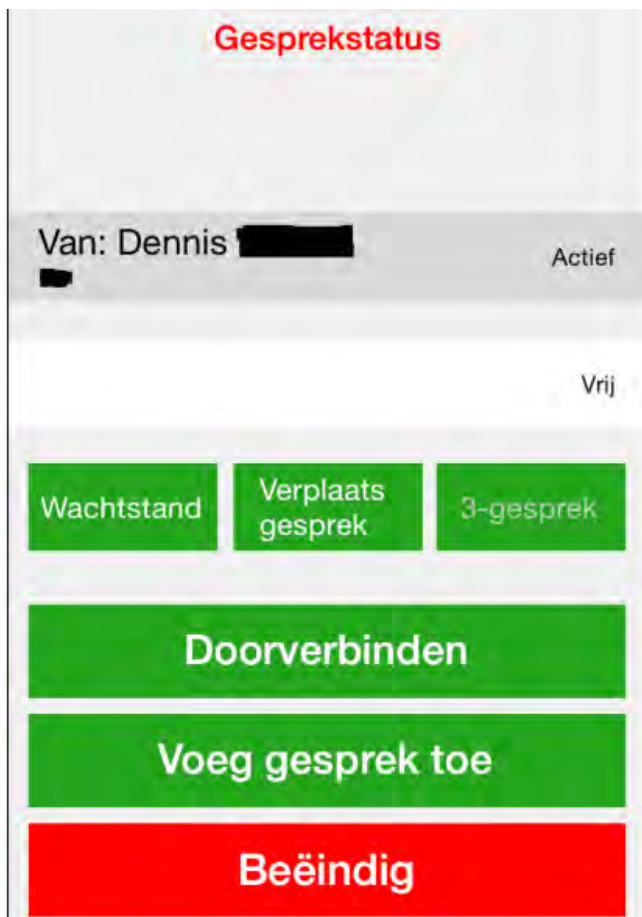 Gesprekstatus
Van: Dennis
Actief
Vrij
Wachtstand
Verplaats
gesprek
3-gesprek
Doorverbinden
Voeg gesprek toe
Beëindig